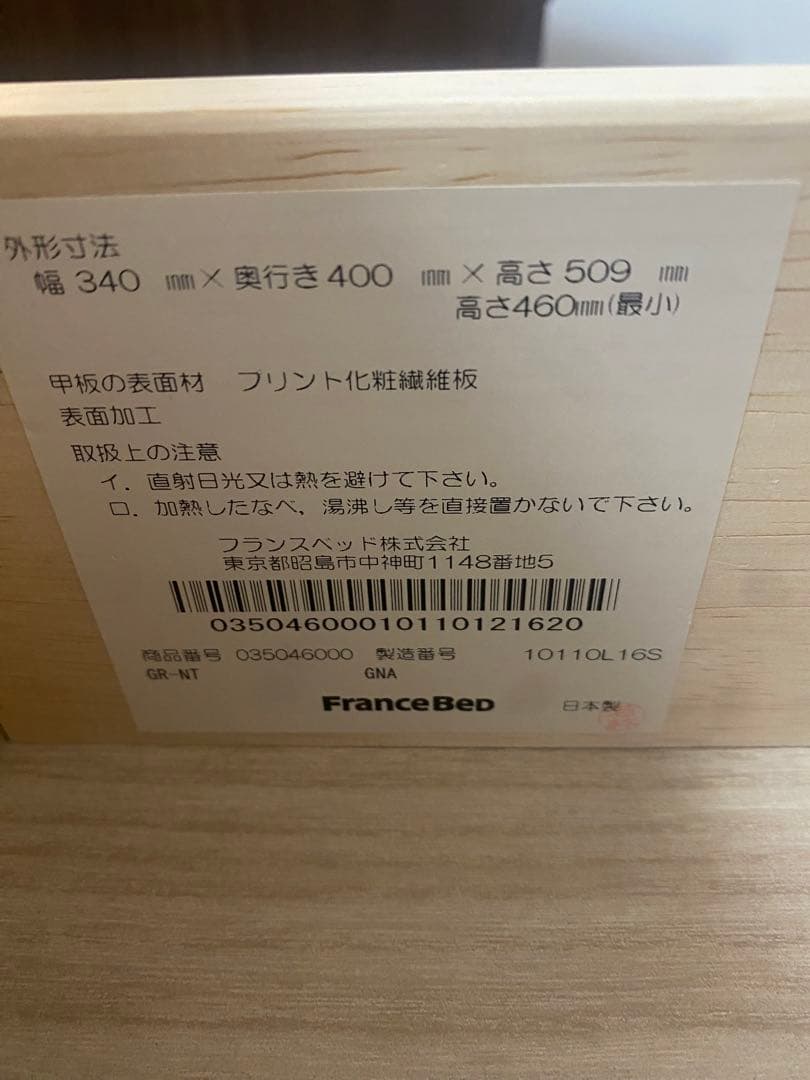 外形寸法
幅 340 mm × 奥行き 400 mm × 高さ 509 mm
高さ460mm(最小)
甲板の表面材 プリント化粧繊維板
表面加工
取扱上の注意
イ. 直射日光又は熱を避けて下さい。
ロ. 加熱したなべ, 湯沸し等を直接置かないで下さい。
フランスベッド株式会社
東京都昭島市中神町1148番地5
03504600010110121620
商品番号 035046000 製造番号 10110L16S
GR-NT GNA
FranceBeD 日本製